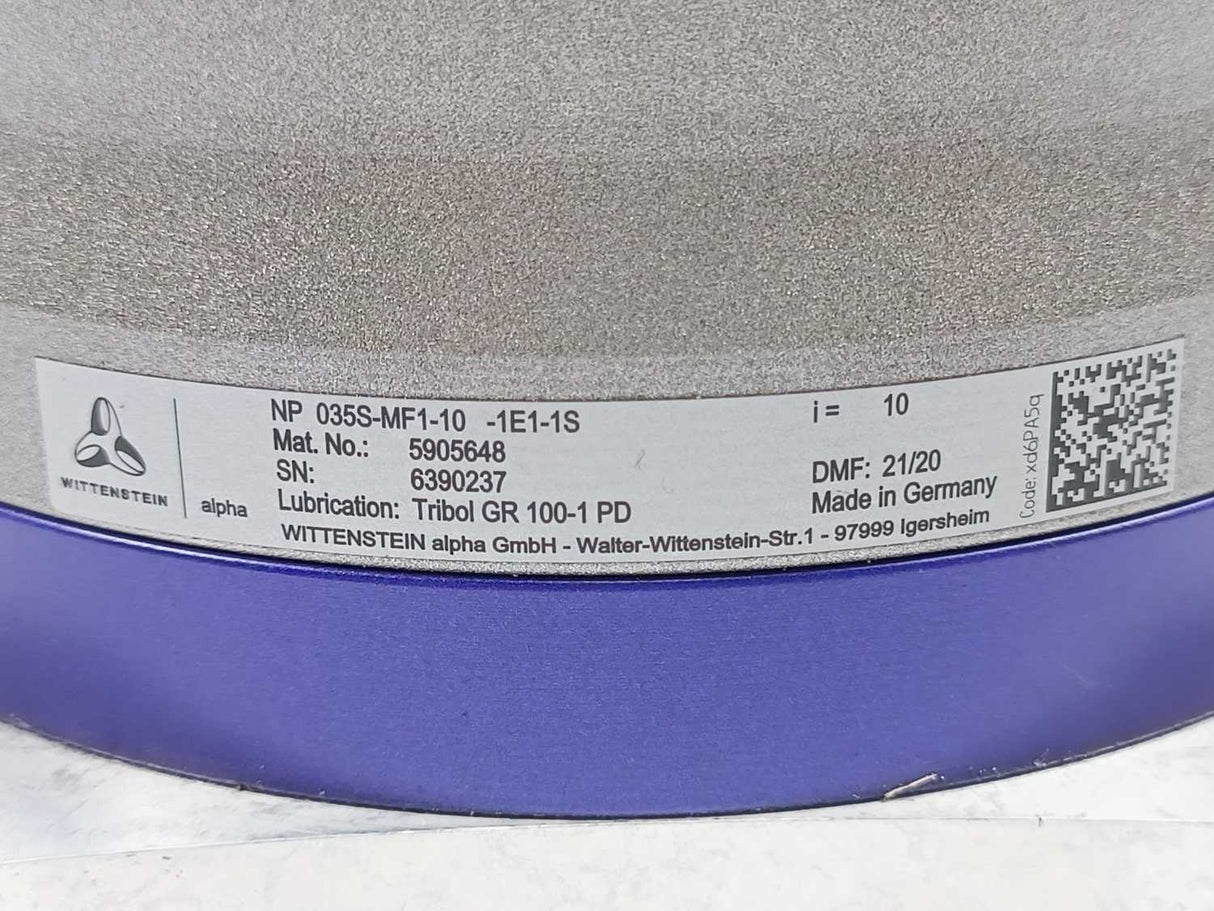 WITTENSTEIN
alpha
NP 035S-MF1-10 -1E1-1S
i= 10
Mat. No.: 5905648
SN: 6390237
DMF: 21/20
Lubrication: Tribol GR 100-1 PD
Made in Germany
WITTENSTEIN alpha GmbH - Walter-Wittenstein-Str.1 - 97999 Igersheim
Code: xd6PA5q